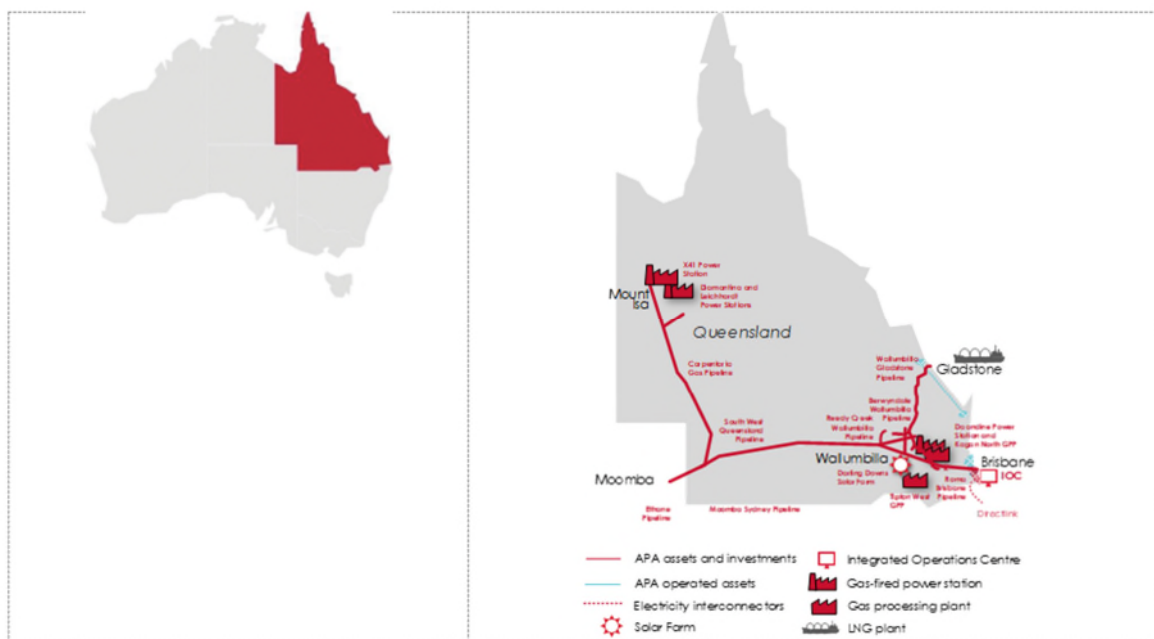 X41 Power
Station
Diamantina and
Leichhardt
Power Stations
Mount
Isa
Queensland
Carpentaria
Gas Pipeline
Wallumbilla
Gladstone
Pipeline
Gladstone
Berwyndale
Wallumbilla
Pipeline
Reedy Creek
Wallumbilla
Pipeline
South West
Queensland
Pipeline
Daandine Power
Station and
Kogan North GPP
Wallumbilla
Brisbane
IOC
Darling Downs
Solar Farm
Roma
Brisbane
Pipeline
Tipton West
GPP
Moomba
Ethane
Pipeline
Moomba Sydney Pipeline
Directlink
APA assets and investments
APA operated assets
Electricity interconnectors
Solar Farm
Integrated Operations Centre
Gas-fired power station
Gas processing plant
LNG plant